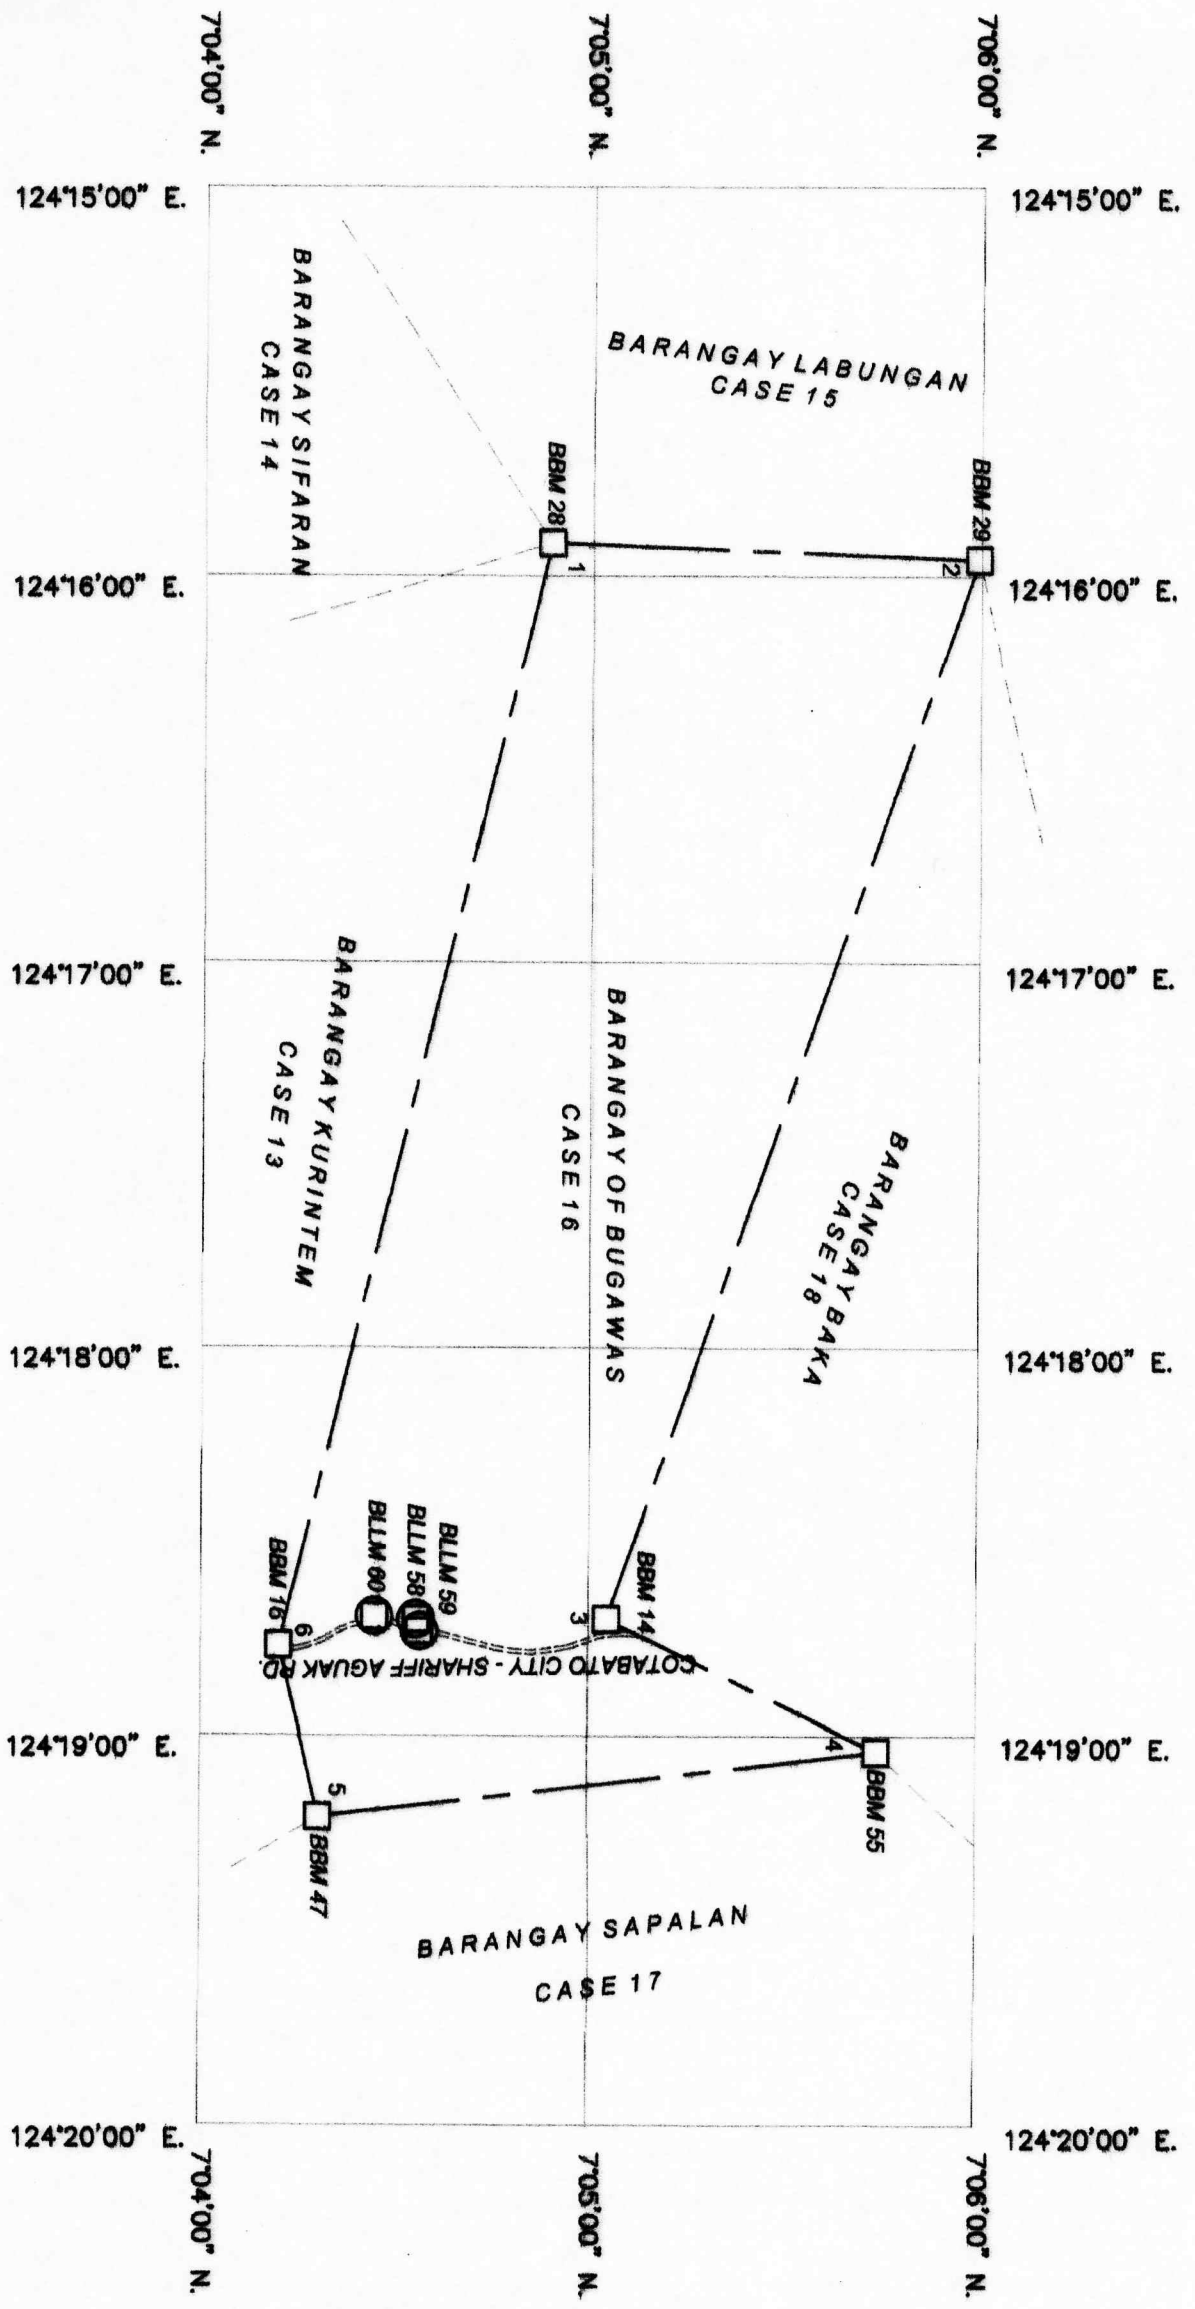 7°04'00" N.
7°05'00" N.
7°06'00" N.
124°15'00" E.
124°15'00" E.
BARANGAY SIFARAN
CASE 14
BARANGAY LABUNGAN
CASE 15
BBM 28
1
BBM 29
2
124°16'00" E.
124°16'00" E.
124°17'00" E.
124°17'00" E.
BARANGAY KURINTEM
CASE 13
BARANGAY OF BUGAWAS
CASE 16
BARANGAY BAKA
CASE 18
124°18'00" E.
124°18'00" E.
BBM 16
6
BLLM 60
BLLM 58
BLLM 59
BBM 14
3
COTABATO CITY - SHARIFF AGUAK RD.
124°19'00" E.
124°19'00" E.
4
BBM 55
5
BBM 47
BARANGAY SAPALAN
CASE 17
124°20'00" E.
124°20'00" E.
7°04'00" N.
7°05'00" N.
7°06'00" N.